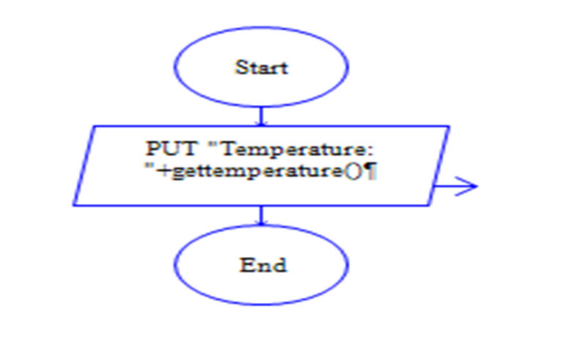 Start
PUT "Temperature:
"+gettemperature()¶
End